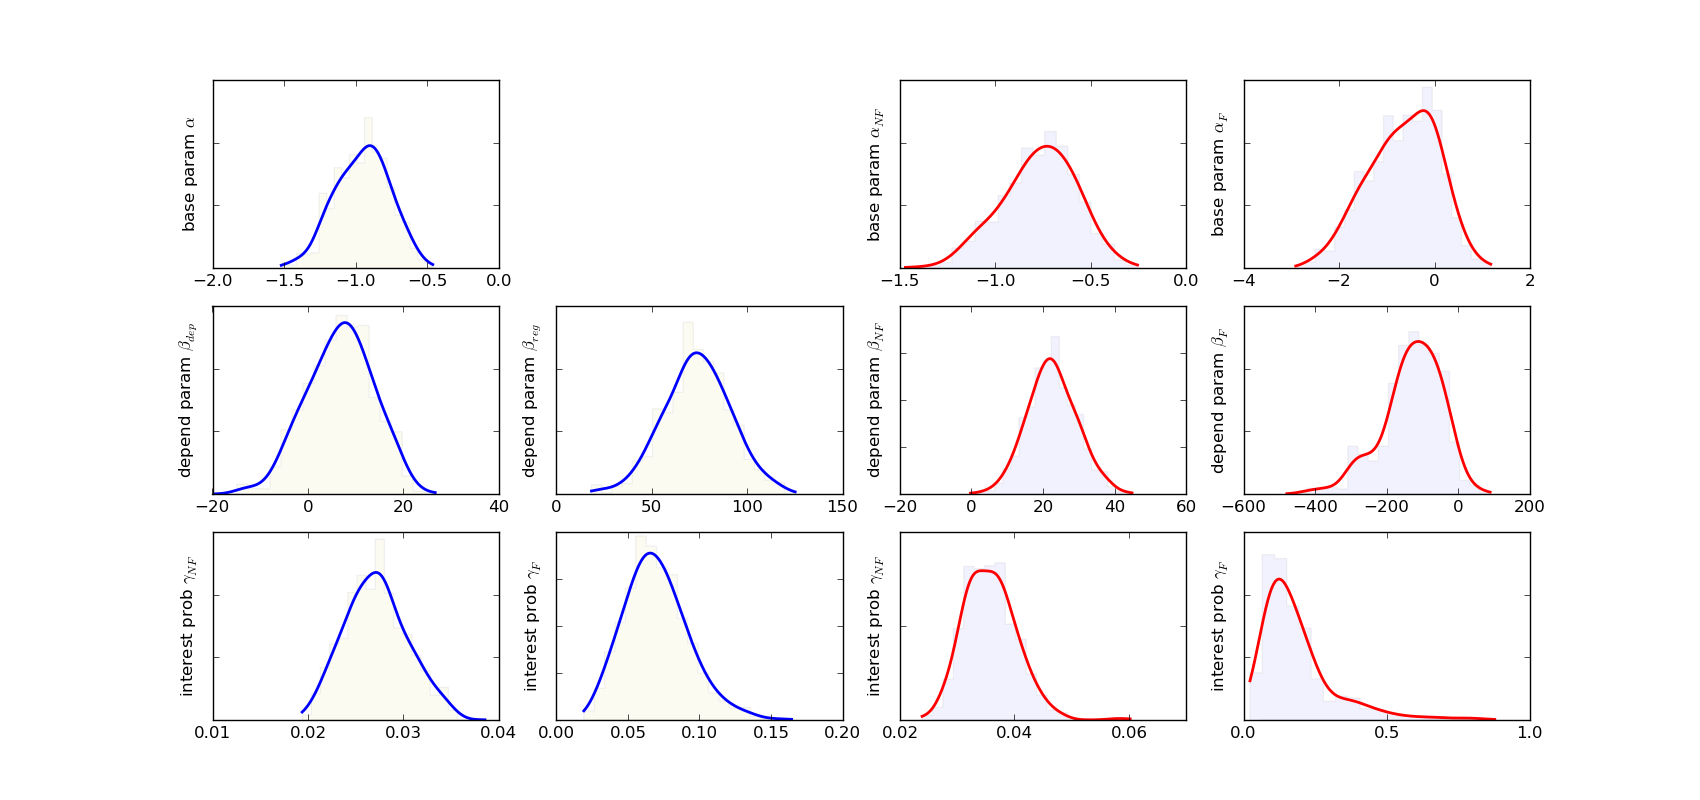 base param α
−2.0 −1.5 −1.0 −0.5 0.0
base param α_NF
−1.5 −1.0 −0.5 0.0
base param α_F
−4 −2 0 2
depend param β_dep
−20 0 20 40
depend param β_reg
0 50 100 150
depend param β_NF
−20 0 20 40 60
depend param β_F
−600 −400 −200 0 200
interest prob γ_NF
0.01 0.02 0.03 0.04
interest prob γ_F
0.00 0.05 0.10 0.15 0.20
interest prob γ_NF
0.02 0.04 0.06
interest prob γ_F
0.0 0.5 1.0